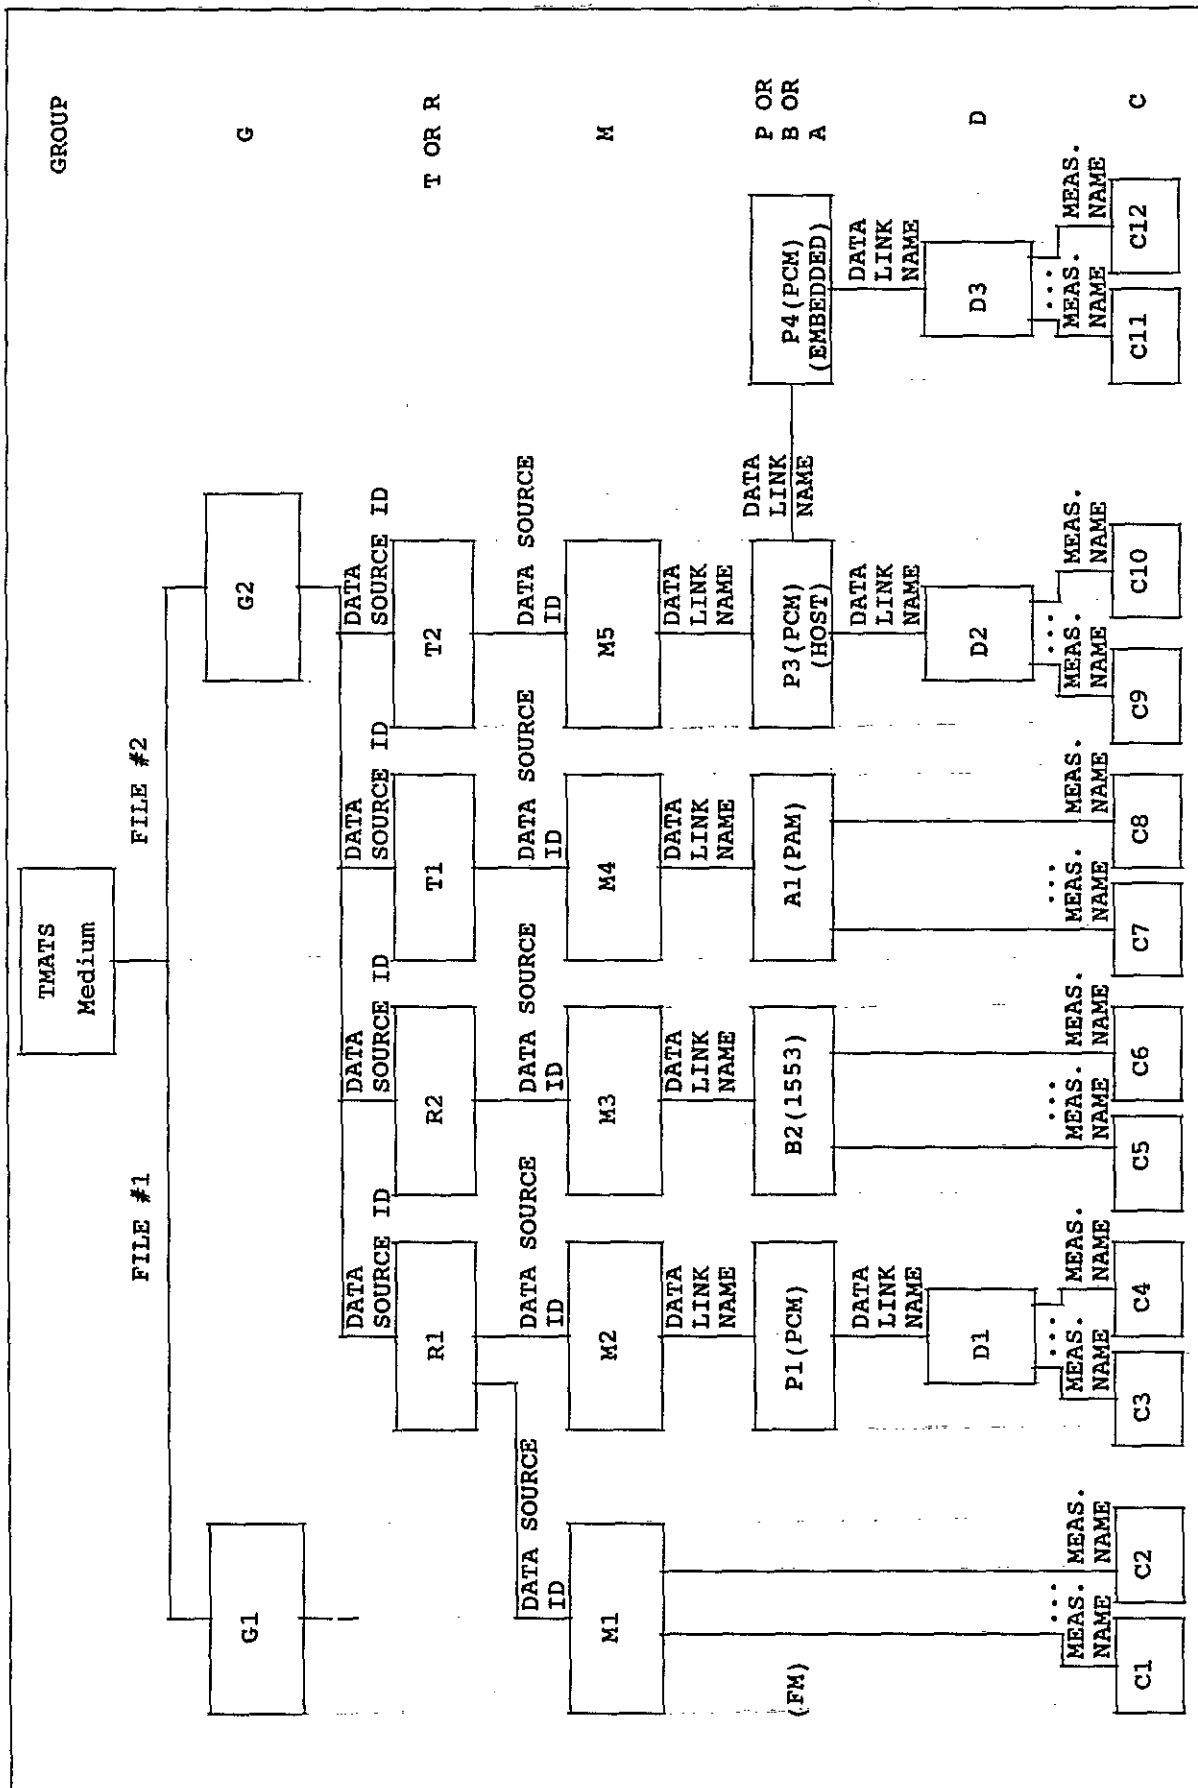 GROUP
TMATS
Medium
FILE #1
FILE #2
G
G1
G2
DATA
SOURCE ID
DATA
SOURCE ID
DATA
SOURCE ID
DATA
SOURCE ID
T OR R
R1
R2
T1
T2
DATA SOURCE
ID
DATA SOURCE
ID
DATA SOURCE
ID
DATA SOURCE
ID
DATA SOURCE
ID
M
M1
M2
M3
M4
M5
DATA
LINK
NAME
DATA
LINK
NAME
DATA
LINK
NAME
DATA
LINK
NAME
P OR
B OR
A
(FM)
P1(PCM)
B2(1553)
A1(PAM)
P3(PCM)
(HOST)
DATA
LINK
NAME
P4(PCM)
(EMBEDDED)
DATA
LINK
NAME
DATA
LINK
NAME
DATA
LINK
NAME
D
D1
D2
D3
MEAS.
NAME
...
MEAS.
NAME
MEAS.
NAME
...
MEAS.
NAME
MEAS.
NAME
...
MEAS.
NAME
MEAS.
NAME
...
MEAS.
NAME
MEAS.
NAME
...
MEAS.
NAME
MEAS.
NAME
...
MEAS.
NAME
C
C1
C2
C3
C4
C5
C6
C7
C8
C9
C10
C11
C12